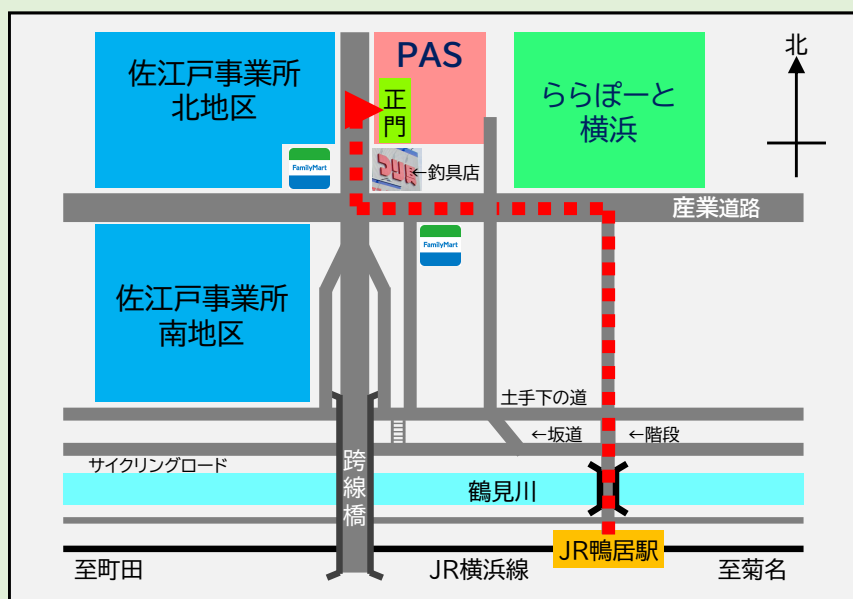 佐江戸事業所
北地区
PAS
正
門
ららぽーと
横浜
北
FamilyMart
←釣具店
産業道路
FamilyMart
佐江戸事業所
南地区
土手下の道
←坂道
←階段
サイクリングロード
跨
線
橋
鶴見川
JR鴨居駅
至町田
JR横浜線
至菊名